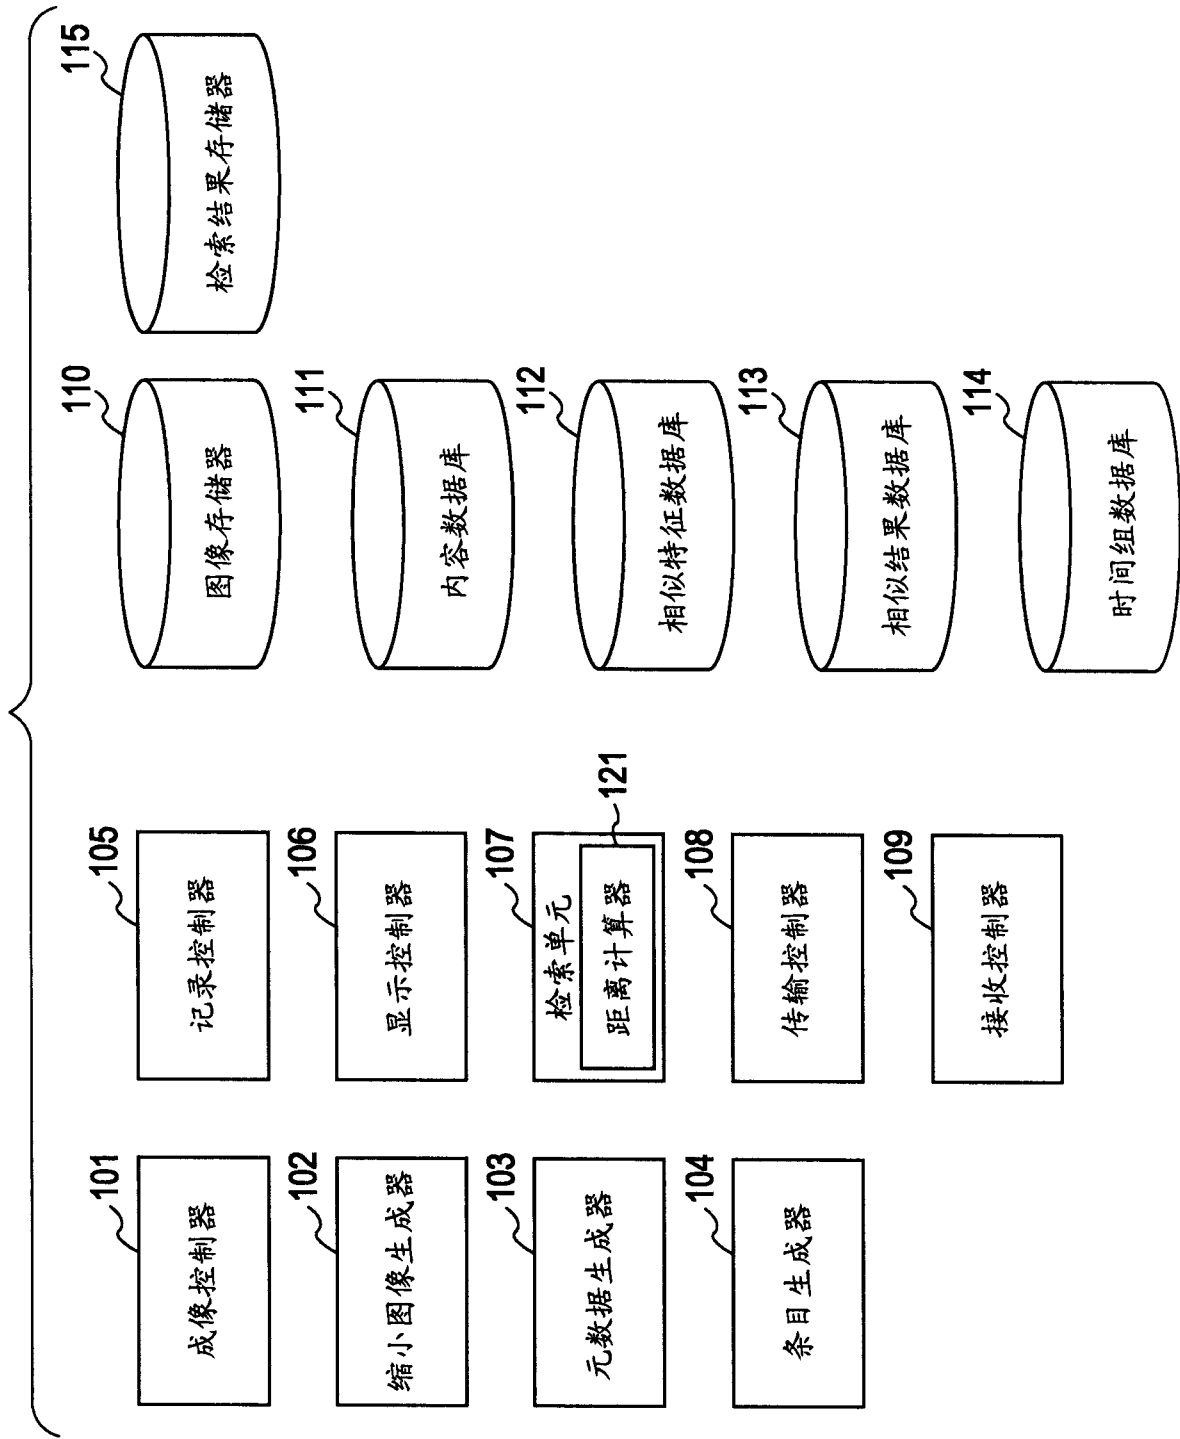 101
成像控制器
102
缩小图像生成器
103
元数据生成器
104
条目生成器
105
记录控制器
106
显示控制器
107
检索单元
121
距离计算器
108
传输控制器
109
接收控制器
110
图像存储器
111
内容数据库
112
相似特征数据库
113
相似结果数据库
114
时间组数据库
115
检索结果存储器